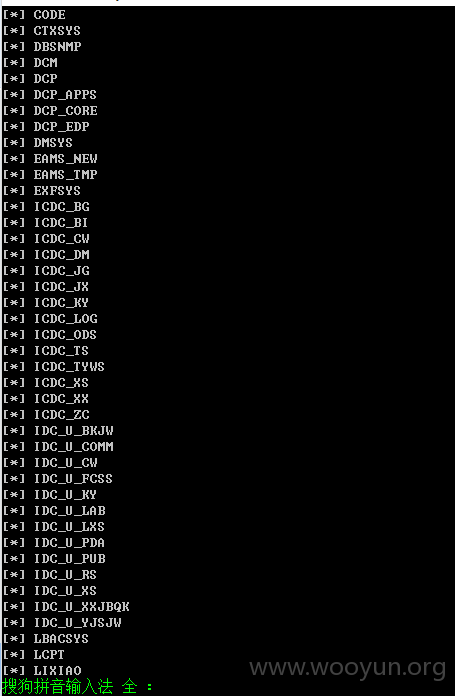 [*] CODE
[*] CTXSYS
[*] DBSNMP
[*] DCM
[*] DCP
[*] DCP_APPS
[*] DCP_CORE
[*] DCP_EDP
[*] DMSYS
[*] EAMS_NEW
[*] EAMS_TMP
[*] EXFSYS
[*] ICDC_BG
[*] ICDC_BI
[*] ICDC_CW
[*] ICDC_DM
[*] ICDC_JG
[*] ICDC_JX
[*] ICDC_KY
[*] ICDC_LOG
[*] ICDC_ODS
[*] ICDC_TS
[*] ICDC_TYWS
[*] ICDC_XS
[*] ICDC_XX
[*] ICDC_ZC
[*] IDC_U_BKJW
[*] IDC_U_COMM
[*] IDC_U_CW
[*] IDC_U_FCSS
[*] IDC_U_KY
[*] IDC_U_LAB
[*] IDC_U_LXS
[*] IDC_U_PDA
[*] IDC_U_PUB
[*] IDC_U_RS
[*] IDC_U_XS
[*] IDC_U_XXJBQK
[*] IDC_U_YJSJW
[*] LBACSYS
[*] LCPT
[*] LIXIAO
www.wooyun.org
搜狗拼音输入法 全 :